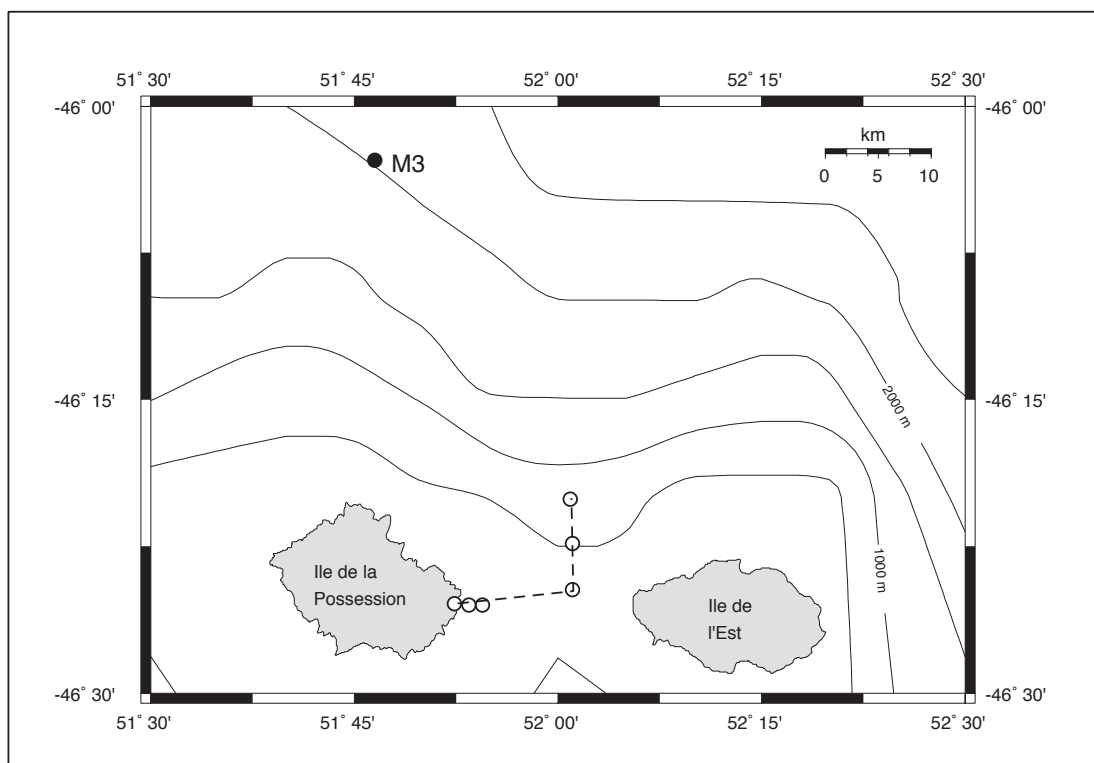 51˚ 30' 51˚ 45' 52˚ 00' 52˚ 15' 52˚ 30'
-46˚ 00' -46˚ 00'
km
0 5 10
M3
-46˚ 15' -46˚ 15'
2000 m
1000 m
Ile de la
Possession
Ile de
l'Est
-46˚ 30' -46˚ 30'
51˚ 30' 51˚ 45' 52˚ 00' 52˚ 15' 52˚ 30'